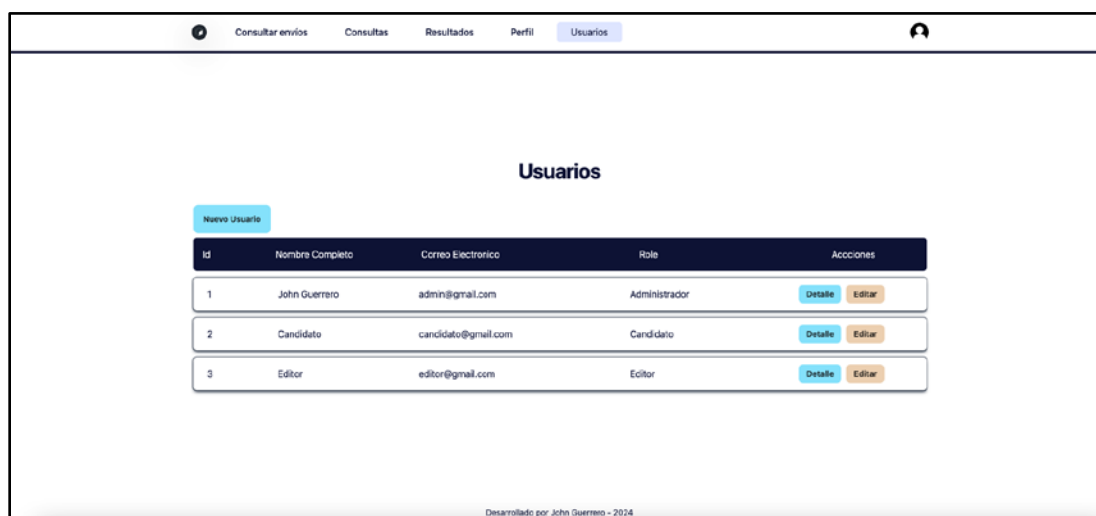 Consultar envíos Consultas Resultados Perfil Usuarios
Usuarios
Nuevo Usuario
Id Nombre Completo Correo Electronico Role Accciones
1 John Guerrero admin@gmail.com Administrador Detalle Editar
2 Candidato candidato@gmail.com Candidato Detalle Editar
3 Editor editor@gmail.com Editor Detalle Editar
Desarrollado por John Guerrero - 2024